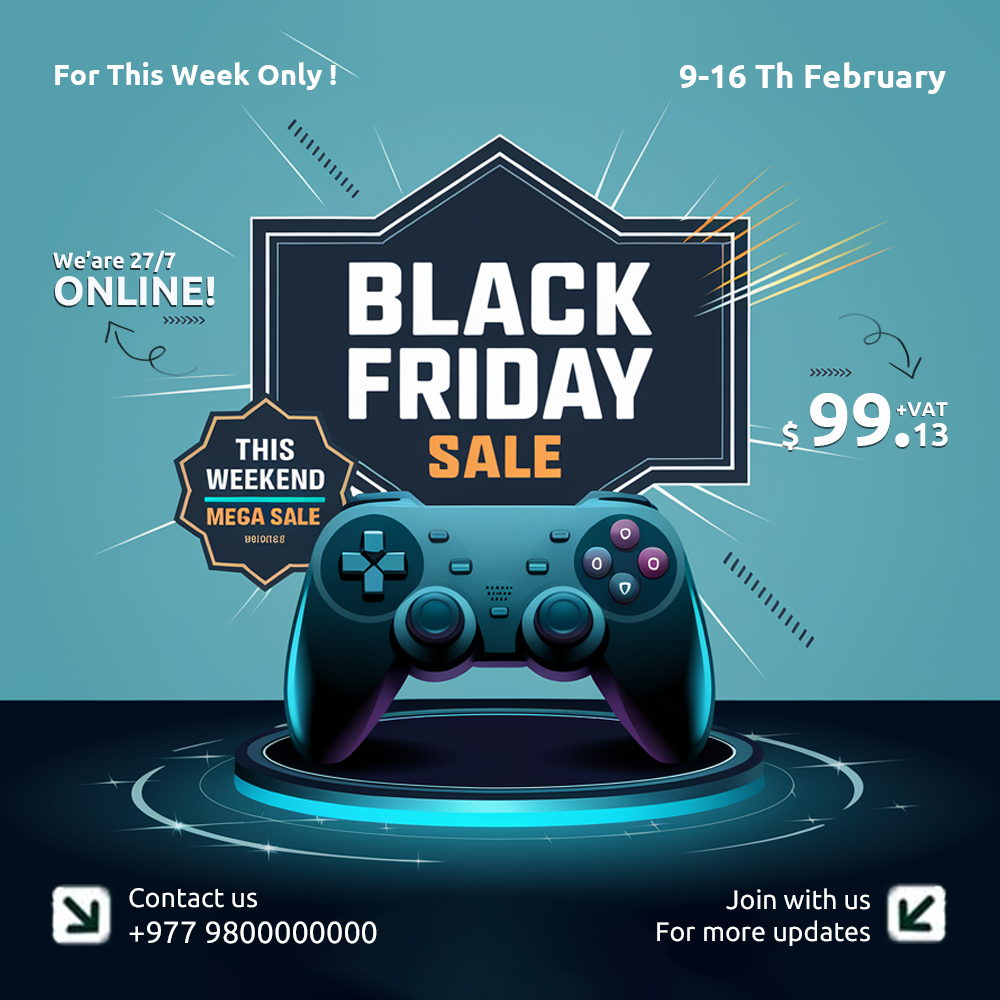 For This Week Only !
9-16 Th February
BLACK
FRIDAY
SALE
We'are 27/7
ONLINE!
$ 99.13
+VAT
THIS
WEEKEND
MEGA SALE
Contact us
+977 9800000000
Join with us
For more updates